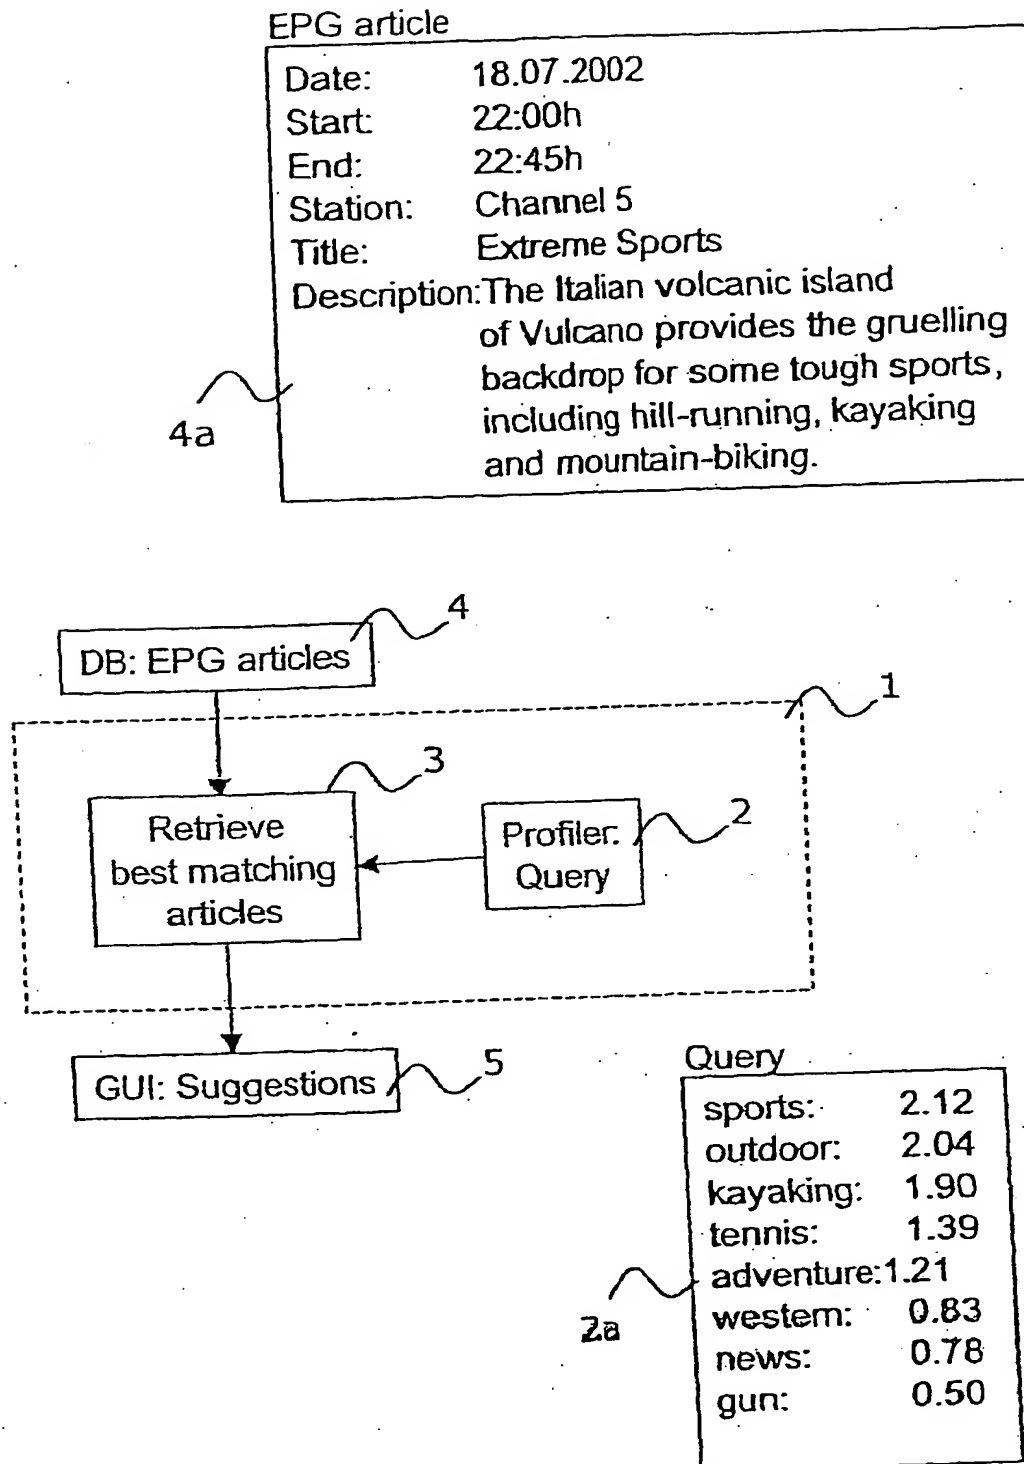 EPG article
Date: 18.07.2002
Start: 22:00h
End: 22:45h
Station: Channel 5
Title: Extreme Sports
Description:The Italian volcanic island
of Vulcano provides the gruelling
backdrop for some tough sports,
including hill-running, kayaking
and mountain-biking.
4a
4
DB: EPG articles
1
3
Retrieve
best matching
articles
2
Profiler:
Query
5
GUI: Suggestions
Query
sports: 2.12
outdoor: 2.04
kayaking: 1.90
tennis: 1.39
adventure:1.21
western: 0.83
news: 0.78
gun: 0.50
2a